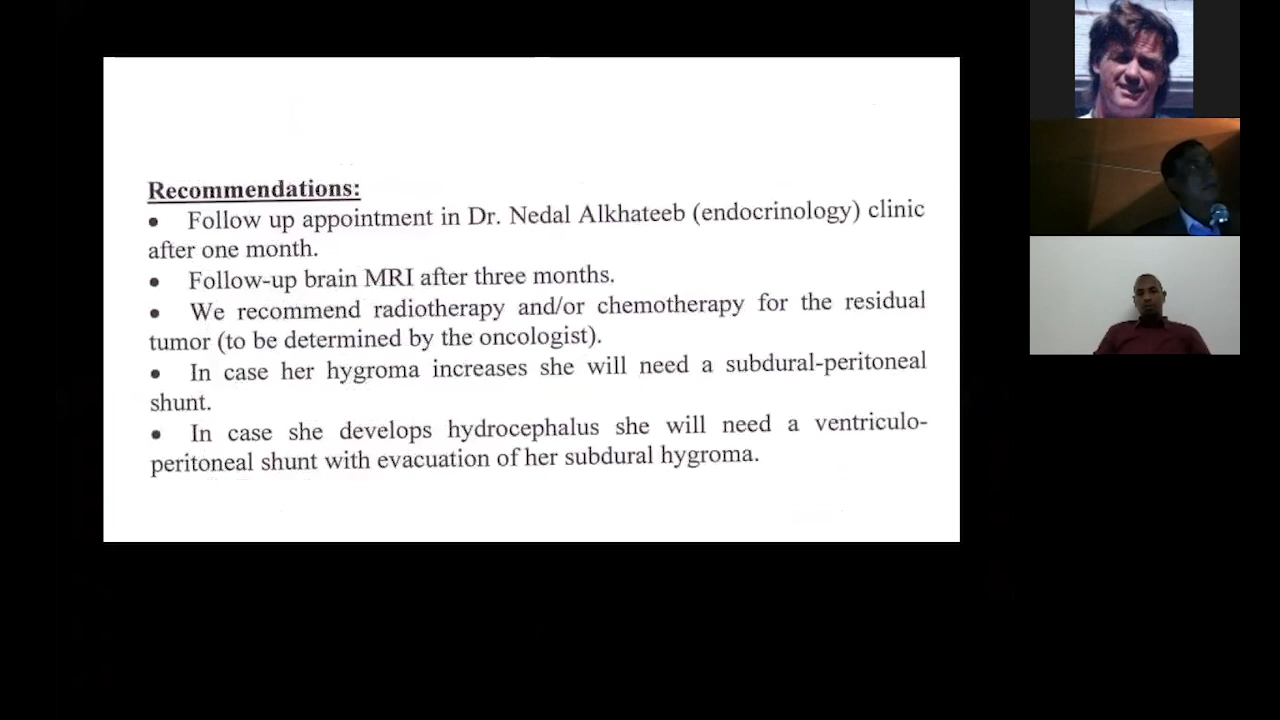 Recommendations:
• Follow up appointment in Dr. Nedal Alkhateeb (endocrinology) clinic
after one month.
• Follow-up brain MRI after three months.
• We recommend radiotherapy and/or chemotherapy for the residual
tumor (to be determined by the oncologist).
• In case her hygroma increases she will need a subdural-peritoneal
shunt.
• In case she develops hydrocephalus she will need a ventriculo-
peritoneal shunt with evacuation of her subdural hygroma.